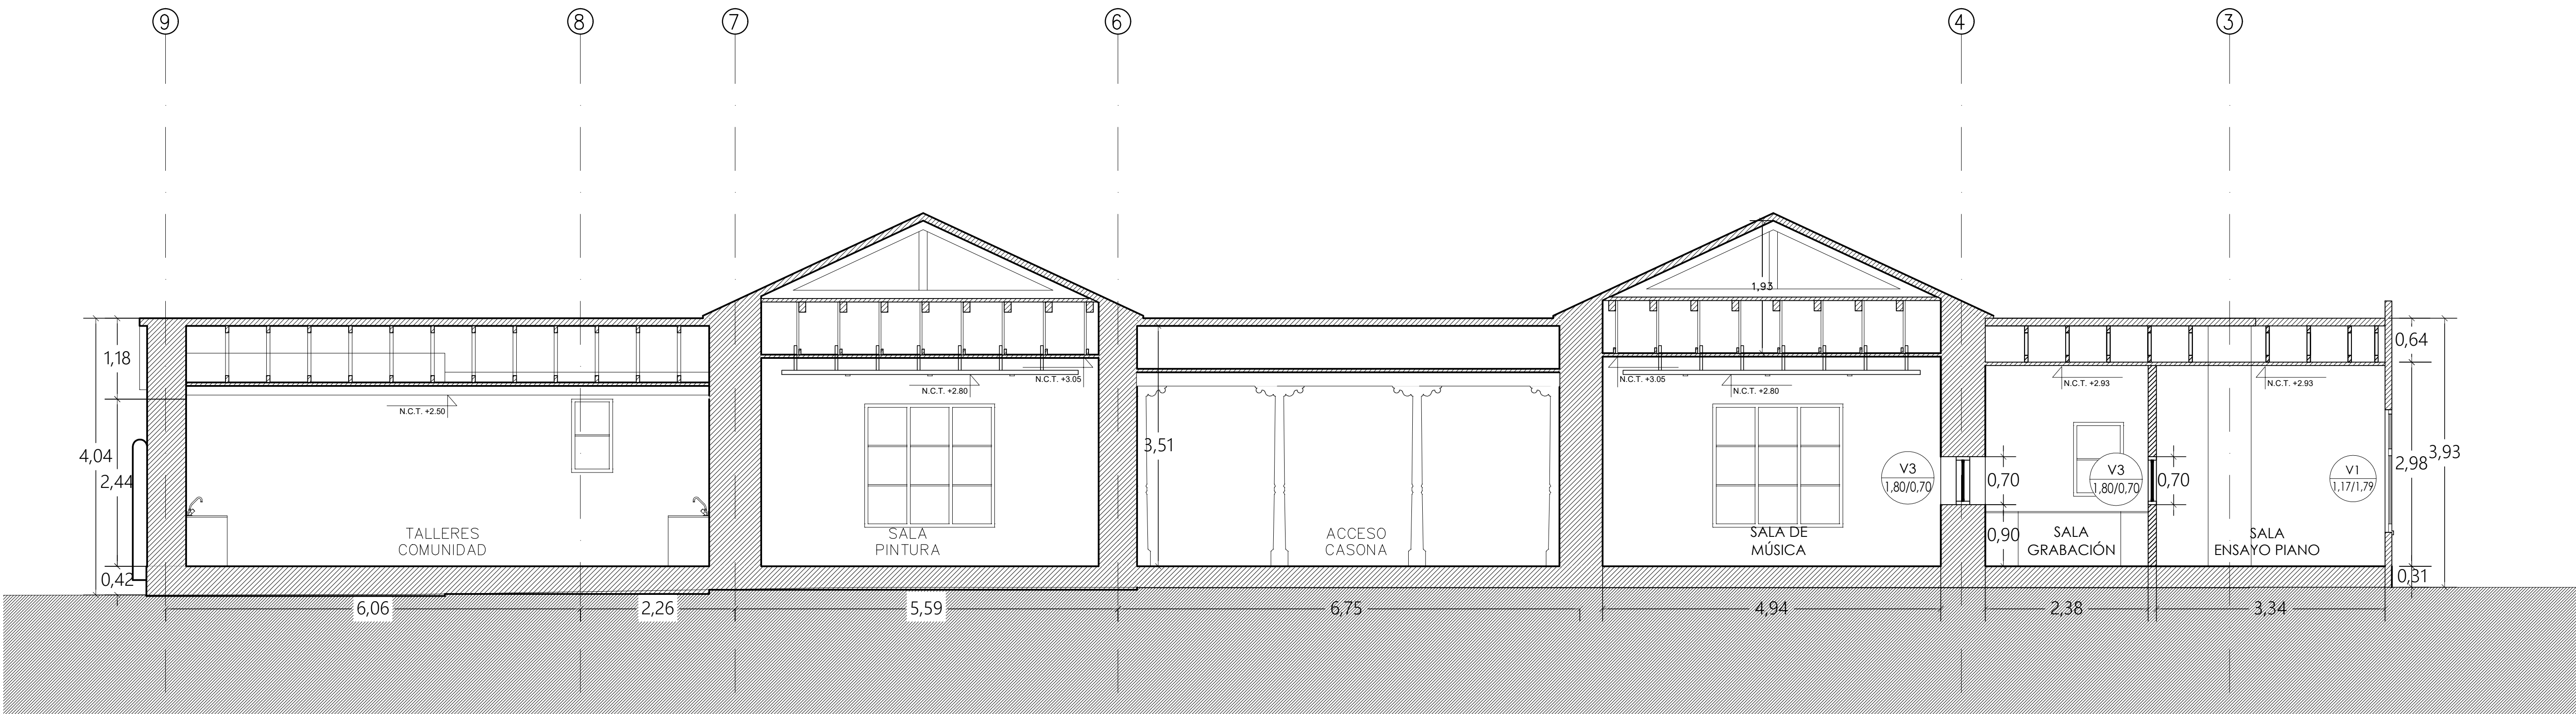 9
8
7
6
4
3
1,93
1,18
0,64
N.C.T. +3.05
N.C.T. +3.05
N.C.T. +2.93
N.C.T. +2.93
N.C.T. +2.80
N.C.T. +2.80
N.C.T. +2.50
3,51
4,04
2,44
2,98
3,93
V3
1,80/0,70
0,70
V3
1,80/0,70
0,70
V1
1,17/1,79
TALLERES
COMUNIDAD
SALA
PINTURA
ACCESO
CASONA
SALA DE
MÚSICA
0,90
SALA
GRABACIÓN
SALA
ENSAYO PIANO
0,42
0,31
6,06
2,26
5,59
6,75
4,94
2,38
3,34